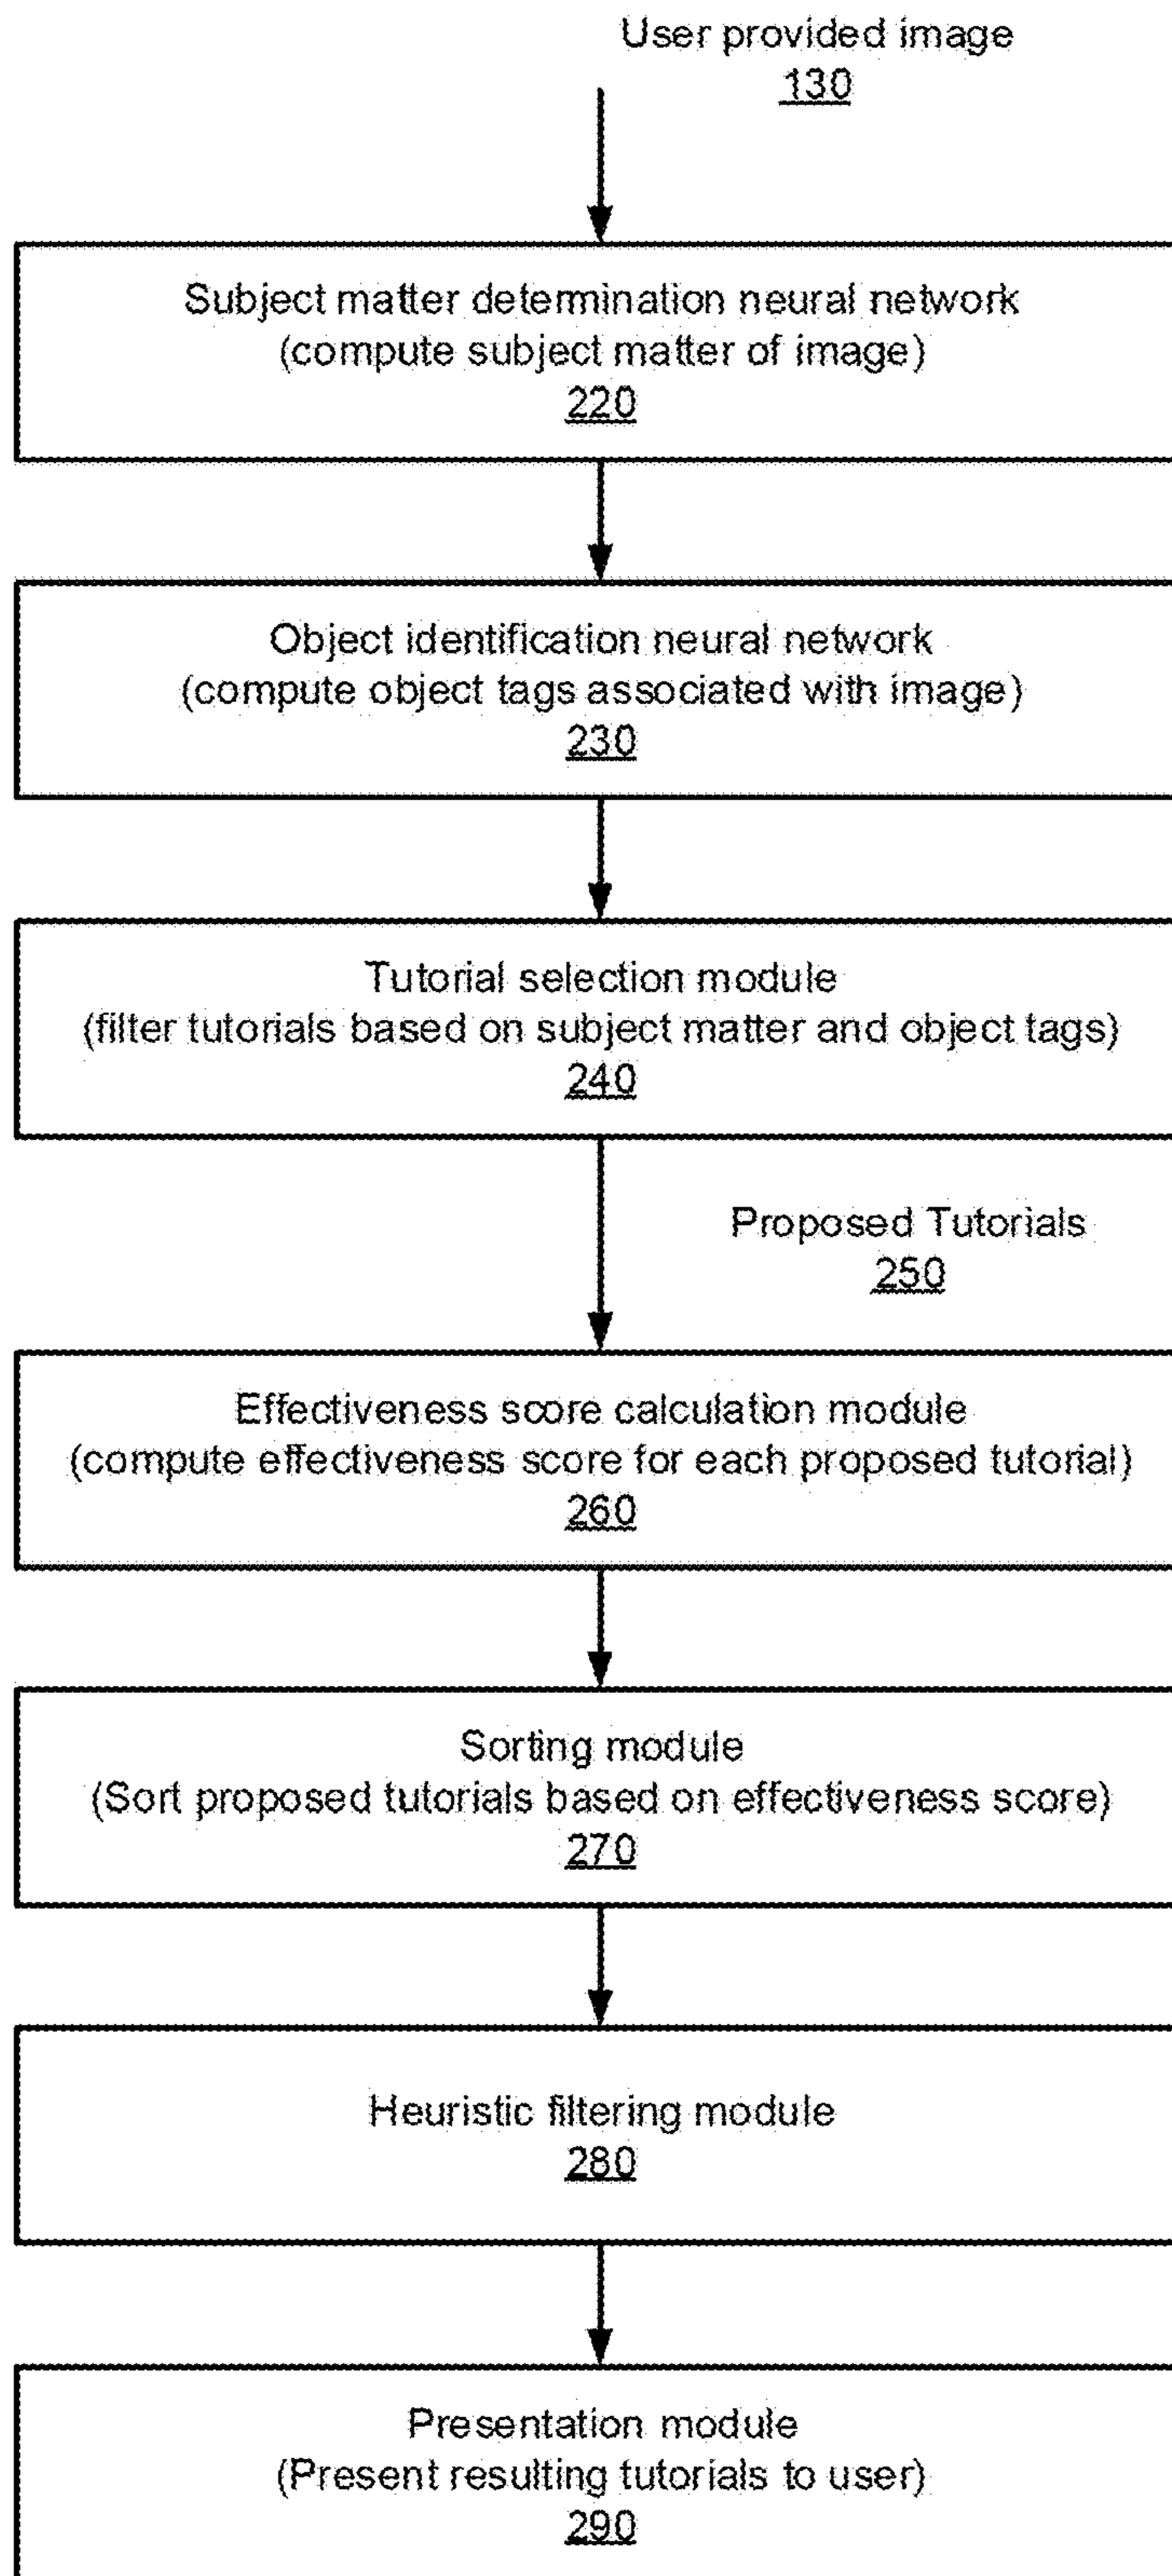 User provided image
130
Subject matter determination neural network
(compute subject matter of image)
220
Object identification neural network
(compute object tags associated with image)
230
Tutorial selection module
(filter tutorials based on subject matter and object tags)
240
Proposed Tutorials
250
Effectiveness score calculation module
(compute effectiveness score for each proposed tutorial)
260
Sorting module
(Sort proposed tutorials based on effectiveness score)
270
Heuristic filtering module
280
Presentation module
(Present resulting tutorials to user)
290